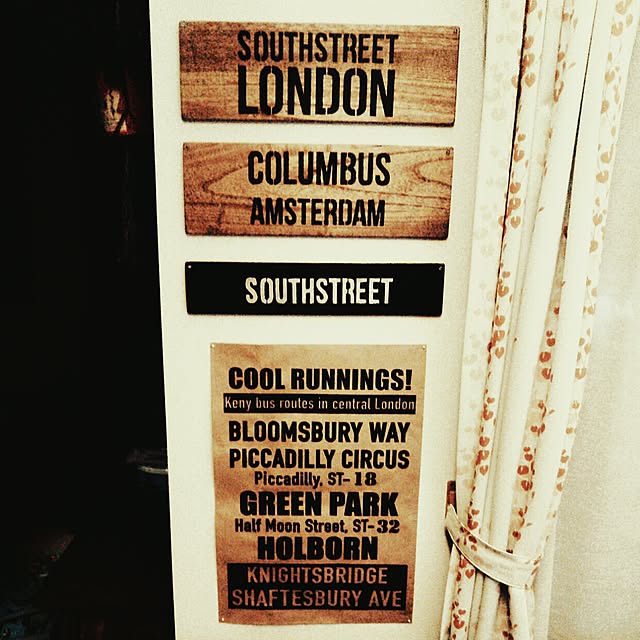 SOUTHSTREET
LONDON
COLUMBUS
AMSTERDAM
SOUTHSTREET
COOL RUNNINGS!
Keny bus routes in central London
BLOOMSBURY WAY
PICCADILLY CIRCUS
Piccadilly, ST-18
GREEN PARK
Half Moon Street, ST-32
HOLBORN
KNIGHTSBRIDGE
SHAFTESBURY AVE